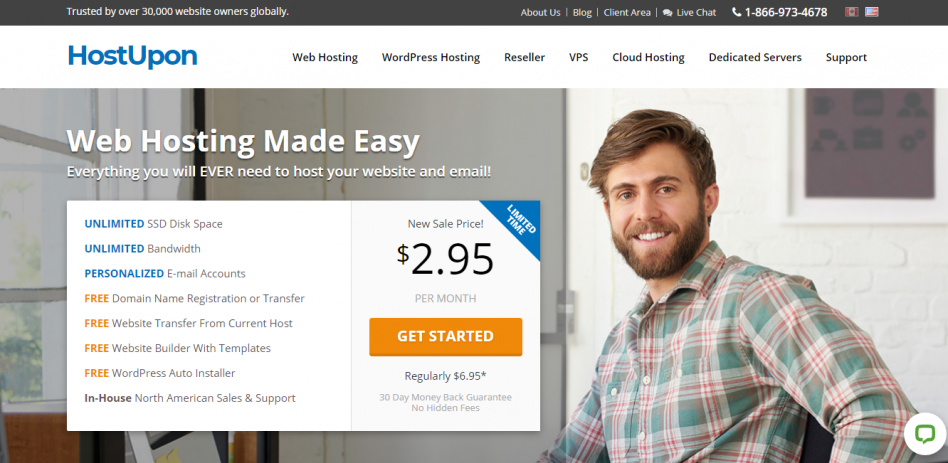 Trusted by over 30,000 website owners globally.
About Us | Blog | Client Area | Live Chat 1-866-973-4678
HostUpon
Web Hosting WordPress Hosting Reseller VPS Cloud Hosting Dedicated Servers Support
Web Hosting Made Easy
Everything you will EVER need to host your website and email!
UNLIMITED SSD Disk Space
UNLIMITED Bandwidth
PERSONALIZED E-mail Accounts
FREE Domain Name Registration or Transfer
FREE Website Transfer From Current Host
FREE Website Builder With Templates
FREE WordPress Auto Installer
In-House North American Sales & Support
LIMITED
TIME
New Sale Price!
$2.95
PER MONTH
GET STARTED
Regularly $6.95*
30 Day Money Back Guarantee
No Hidden Fees